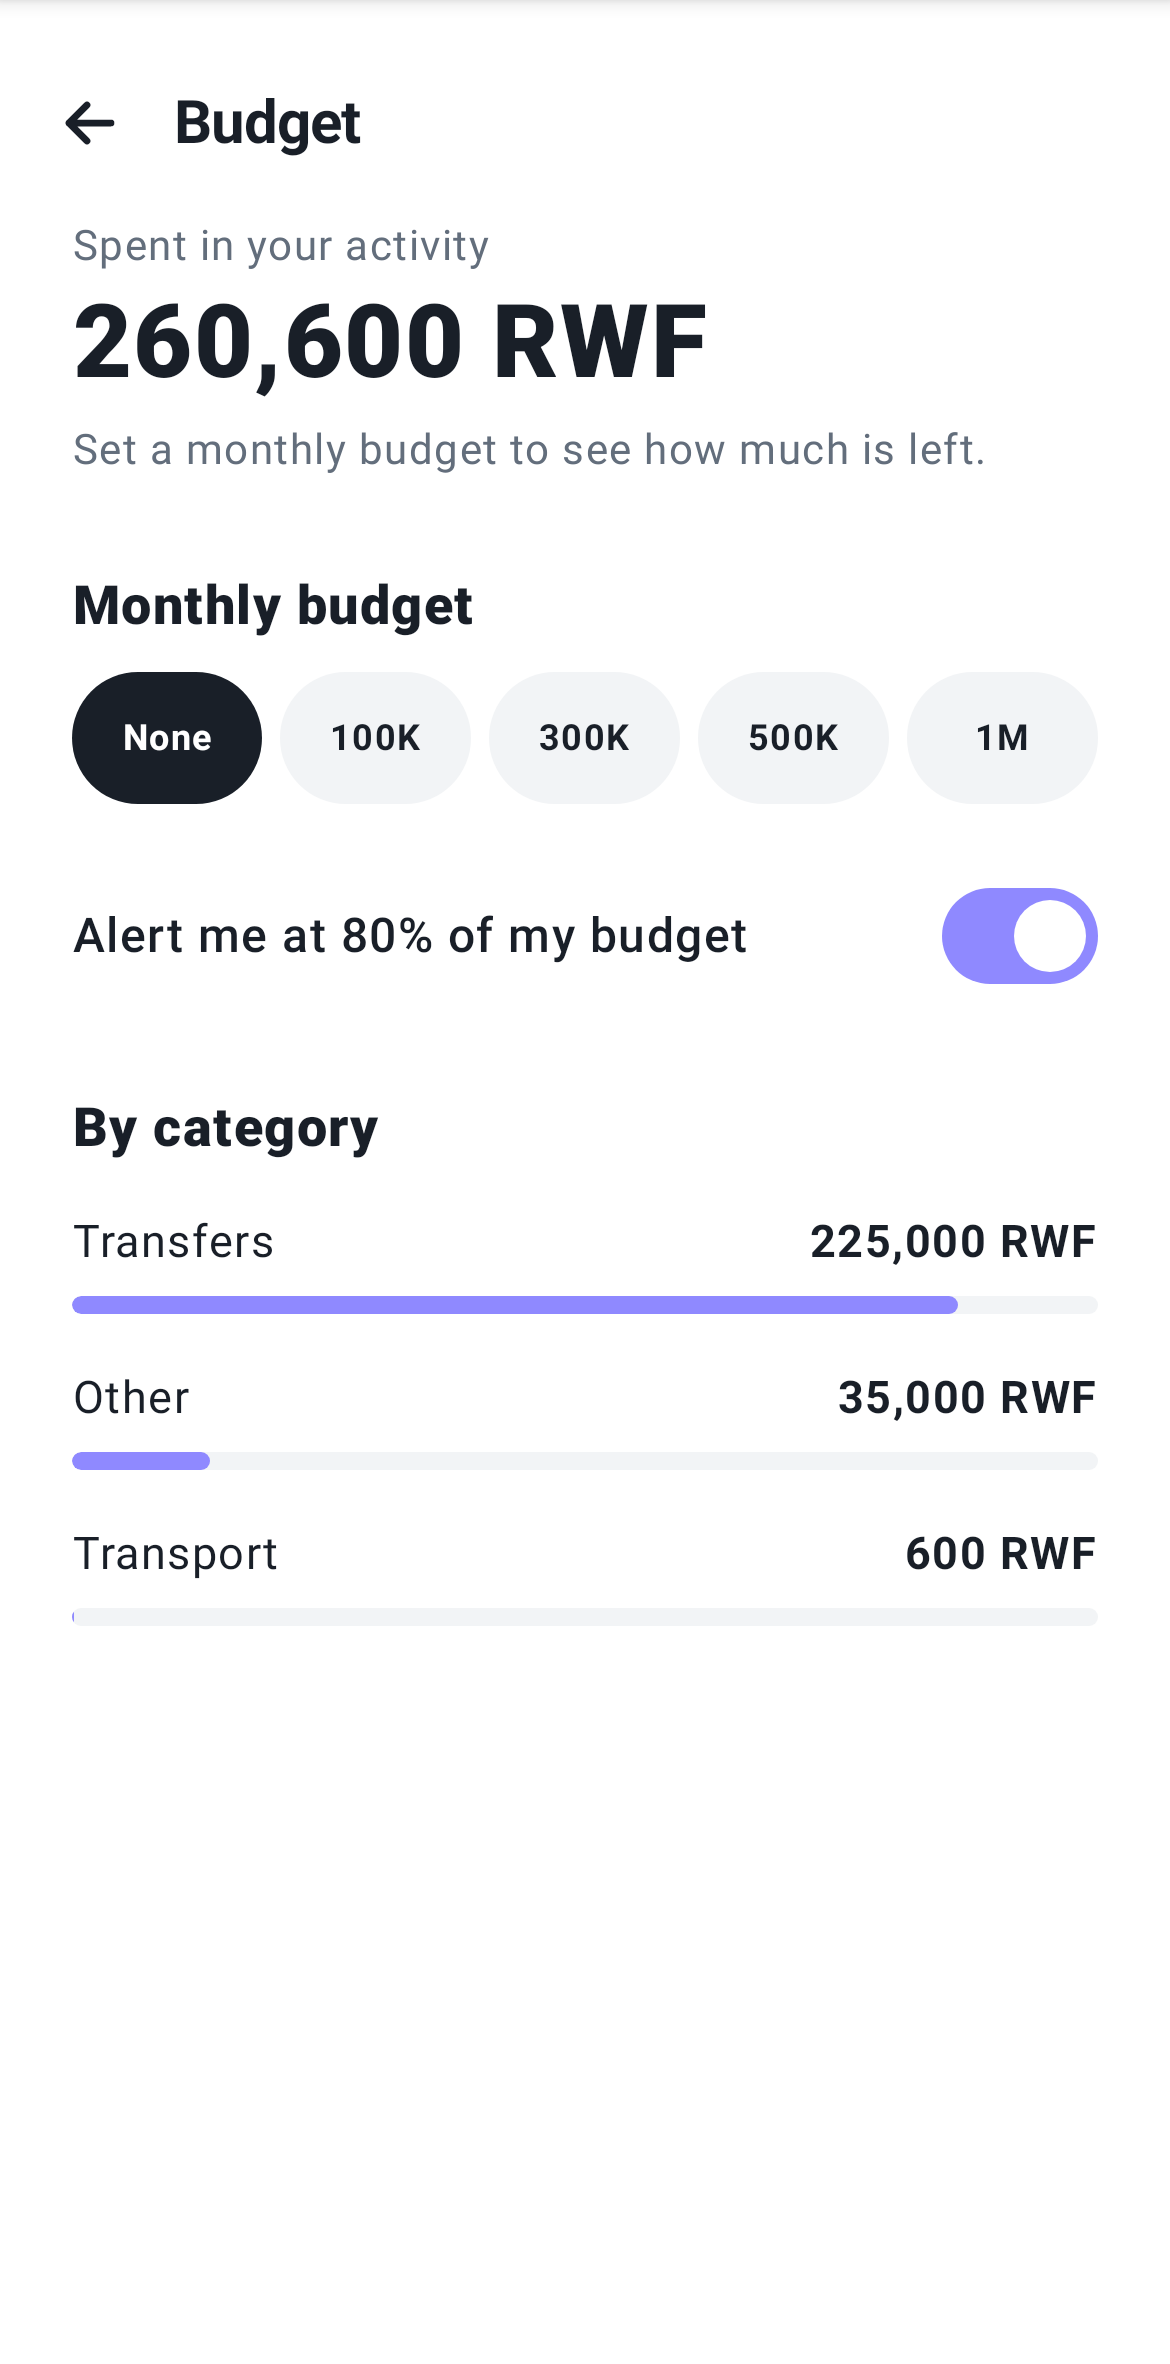 Budget
Spent in your activity
260,600 RWF
Set a monthly budget to see how much is left.
Monthly budget
None 100K 300K 500K 1M
Alert me at 80% of my budget
By category
Transfers 225,000 RWF
Other 35,000 RWF
Transport 600 RWF